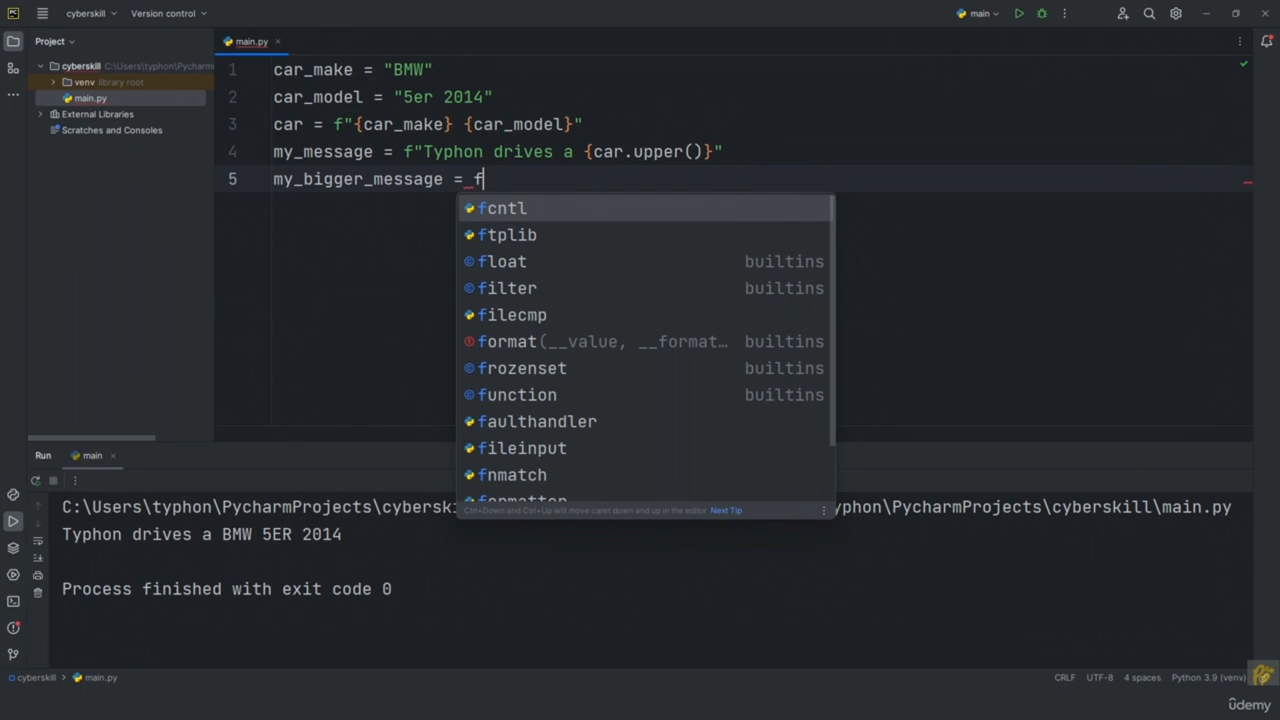 PC cyberskill Version control main
Project main.py
cyberskill C:\Users\typhon\Pycharm
venv library root
main.py
External Libraries
Scratches and Consoles
1 car_make = "BMW"
2 car_model = "5er 2014"
3 car = f"{car_make} {car_model}"
4 my_message = f"Typhon drives a {car.upper()}"
5 my_bigger_message = f
fcntl
ftplib
float builtins
filter builtins
filecmp
format(__value, __format… builtins
frozenset builtins
function builtins
faulthandler
fileinput
fnmatch
formatter
Ctrl+Down and Ctrl+Up will move caret down and up in the editor Next Tip
Run main
C:\Users\typhon\PycharmProjects\cyberski yphon\PycharmProjects\cyberskill\main.py
Typhon drives a BMW 5ER 2014
Process finished with exit code 0
cyberskill main.py CRLF UTF-8 4 spaces Python 3.9 (venv)
ûdemy